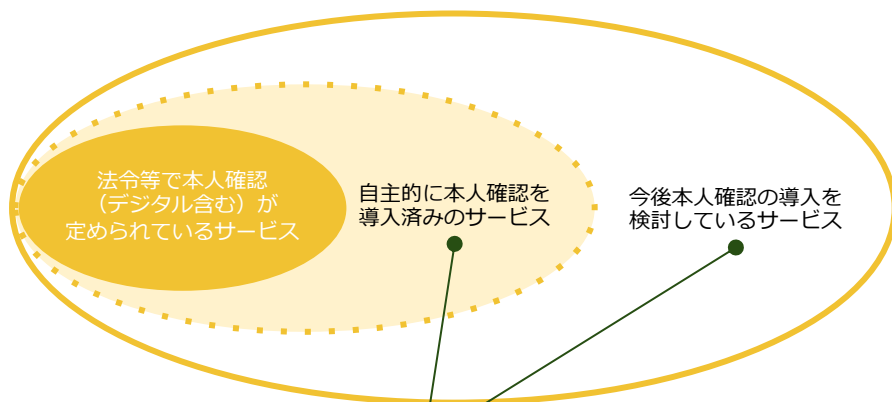 法令等で本人確認
（デジタル含む）が
定められているサービス
自主的に本人確認を
導入済みのサービス
今後本人確認の導入を
検討しているサービス